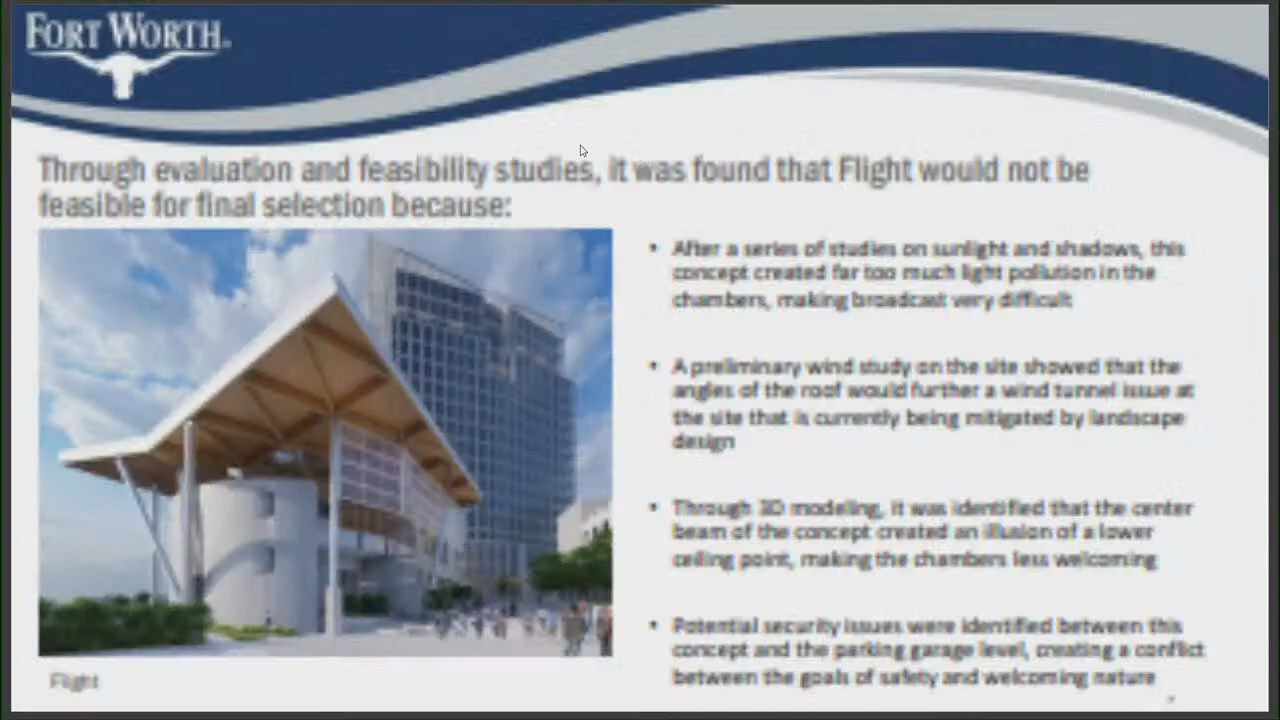 FORT WORTH
Through evaluation and feasibility studies, it was found that Flight would not be
feasible for final selection because:
• After a series of studies on sunlight and shadows, this
concept created far too much light pollution in the
chambers, making broadcast very difficult
• A preliminary wind study on the site showed that the
angles of the roof would further a wind tunnel issue at
the site that is currently being mitigated by landscape
design
• Through 3D modeling, it was identified that the center
beam of the concept created an illusion of a lower
ceiling point, making the chambers less welcoming
• Potential security issues were identified between this
concept and the parking garage level, creating a conflict
between the goals of safety and welcoming nature
Flight